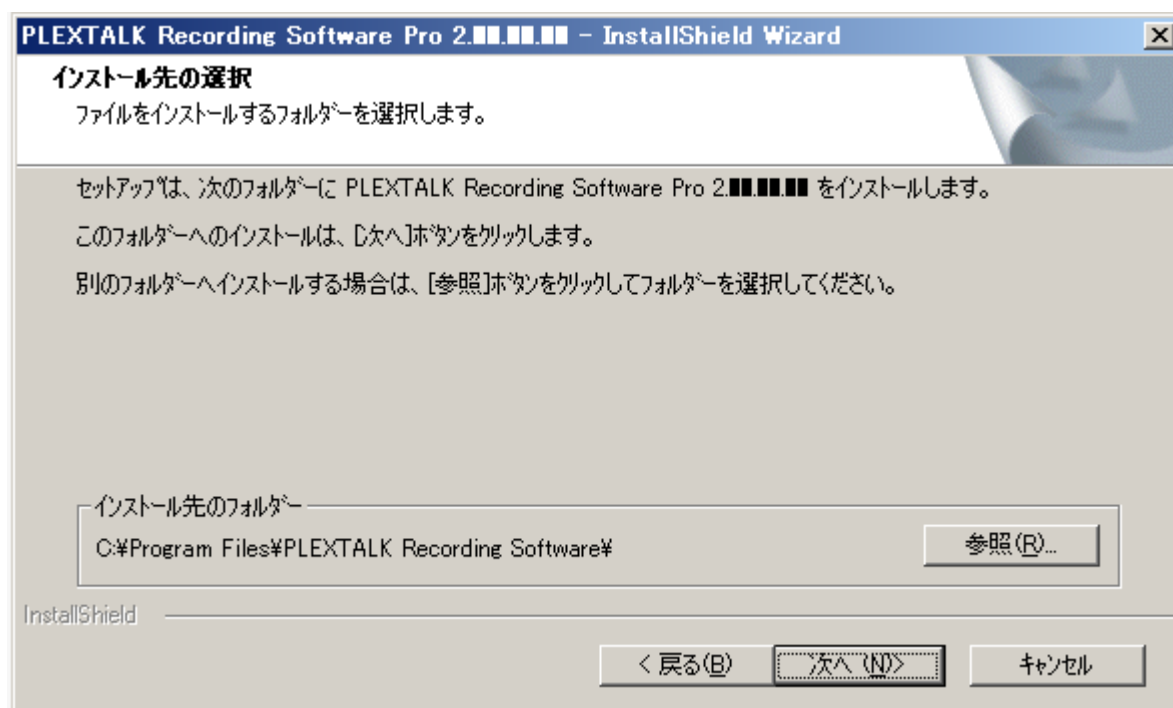 PLEXTALK Recording Software Pro 2.■■.■■.■■ - InstallShield Wizard
インストール先の選択
ファイルをインストールするフォルダーを選択します。
セットアップは、次のフォルダーに PLEXTALK Recording Software Pro 2.■■.■■.■■ をインストールします。
このフォルダーへのインストールは、[次へ]ボタンをクリックします。
別のフォルダーへインストールする場合は、[参照]ボタンをクリックしてフォルダーを選択してください。
インストール先のフォルダー
C:¥Program Files¥PLEXTALK Recording Software¥
参照(R)...
InstallShield
< 戻る(B)
次へ (N)>
キャンセル